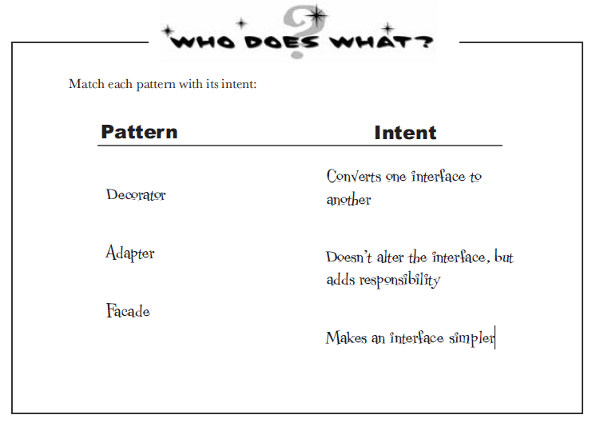 WHO DOES WHAT?
Match each pattern with its intent:
Pattern Intent
Decorator
Converts one interface to
another
Adapter
Doesn't alter the interface, but
adds responsibility
Facade
Makes an interface simpler